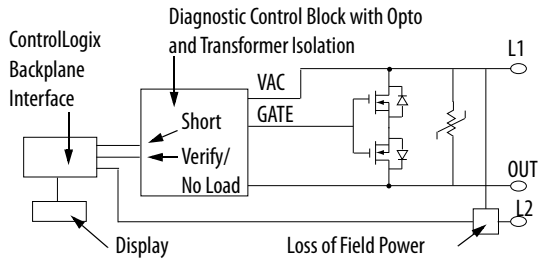 Diagnostic Control Block with Opto
and Transformer Isolation
ControlLogix
Backplane
Interface
L1
VAC
GATE
Short
Verify/
No Load
OUT
L2
Display
Loss of Field Power